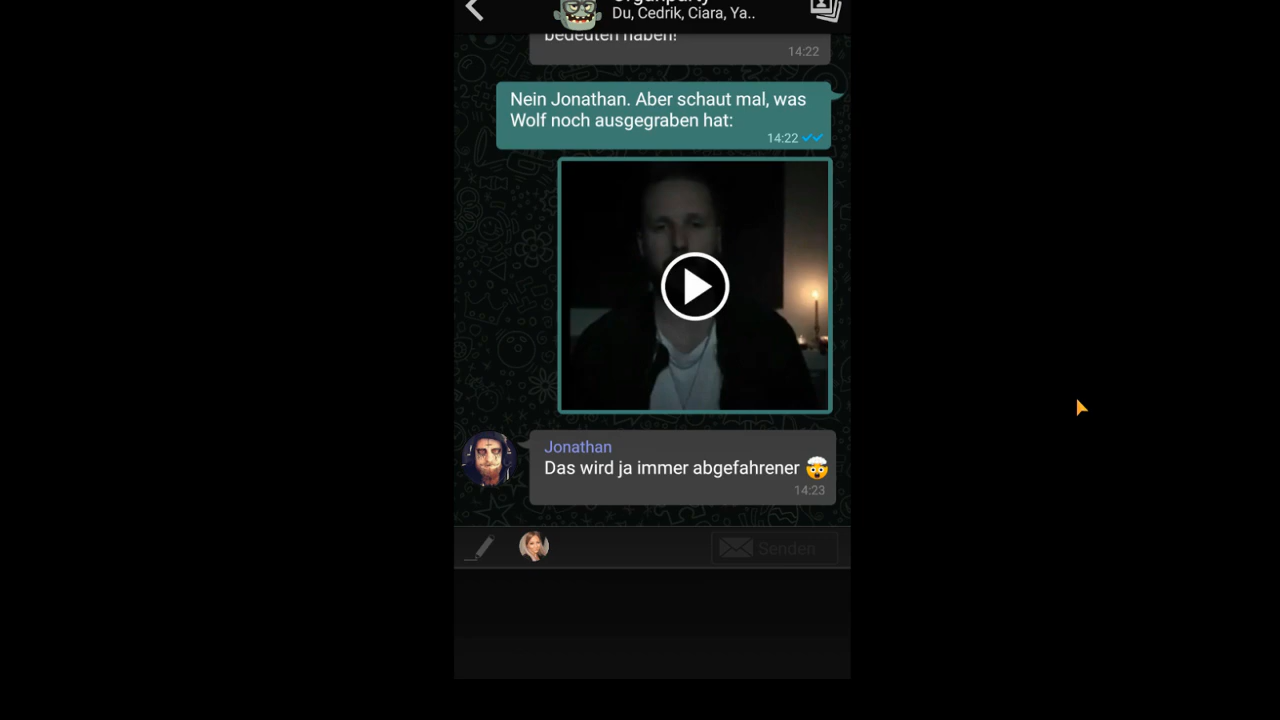 Organparty
Du, Cedrik, Ciara, Ya..
bedeuten haben!
14:22
Nein Jonathan. Aber schaut mal, was
Wolf noch ausgegraben hat:
14:22
Jonathan
Das wird ja immer abgefahrener 🤯
14:23
Senden